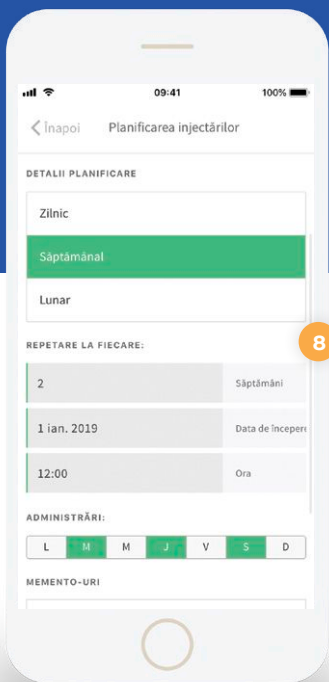 09:41
100%
Înapoi Planificarea injectărilor
DETALII PLANIFICARE
Zilnic
Săptămânal
Lunar
REPETARE LA FIECARE:
8
2 Săptămâni
1 ian. 2019 Data de începere
12:00 Ora
ADMINISTRĂRI:
L M M J V S D
MEMENTO-URI